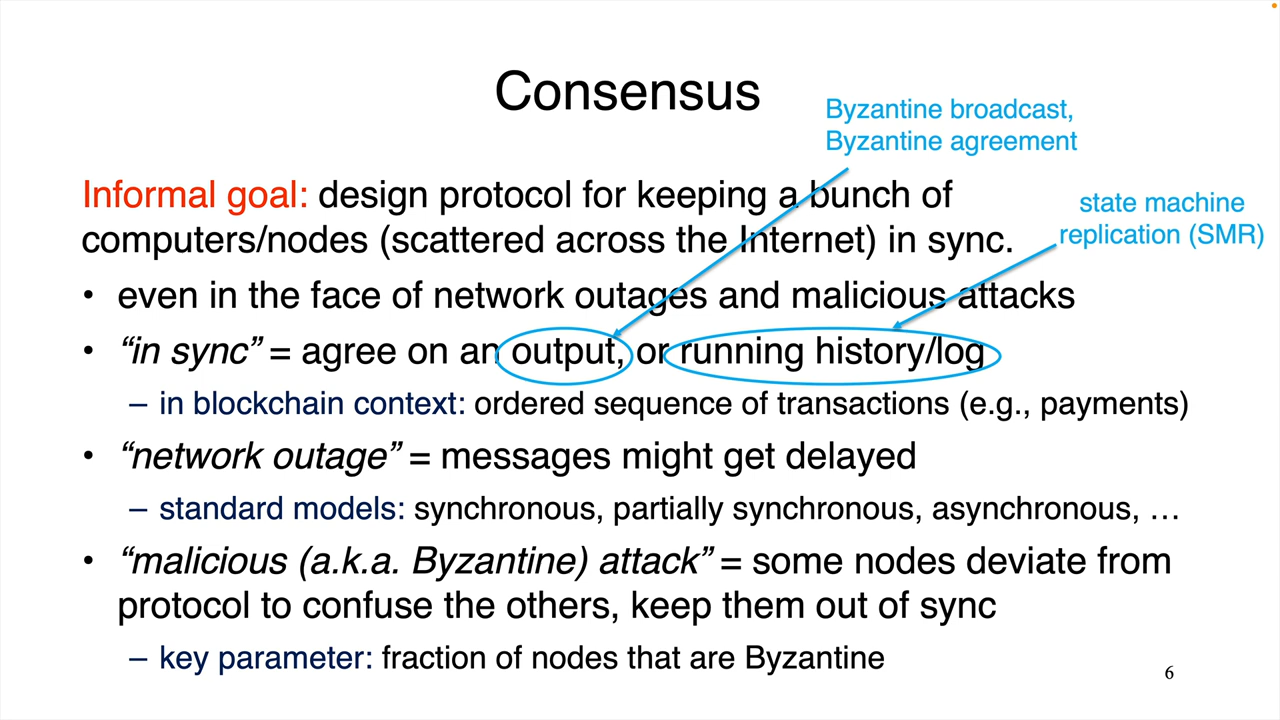 Consensus
Byzantine broadcast,
Byzantine agreement
Informal goal: design protocol for keeping a bunch of
computers/nodes (scattered across the Internet) in sync.
state machine
replication (SMR)
• even in the face of network outages and malicious attacks
• “in sync” = agree on an output, or running history/log
– in blockchain context: ordered sequence of transactions (e.g., payments)
• “network outage” = messages might get delayed
– standard models: synchronous, partially synchronous, asynchronous, …
• “malicious (a.k.a. Byzantine) attack” = some nodes deviate from
protocol to confuse the others, keep them out of sync
– key parameter: fraction of nodes that are Byzantine
6